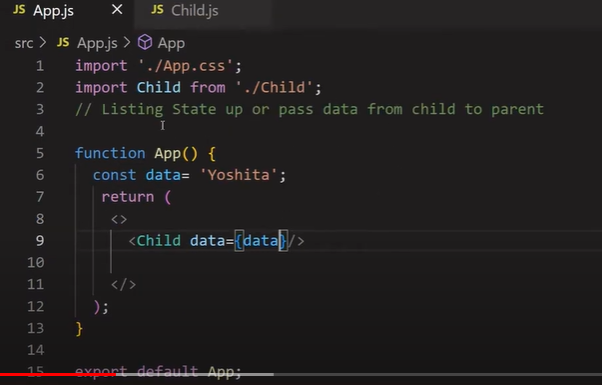 JS App.js × JS Child.js
src > JS App.js > App
1 import './App.css';
2 import Child from './Child';
3 // Listing State up or pass data from child to parent
4
5 function App() {
6 const data= 'Yoshita';
7 return (
8 <>
9 <Child data={data}/>
10
11 </>
12 );
13 }
14
15 export default App;